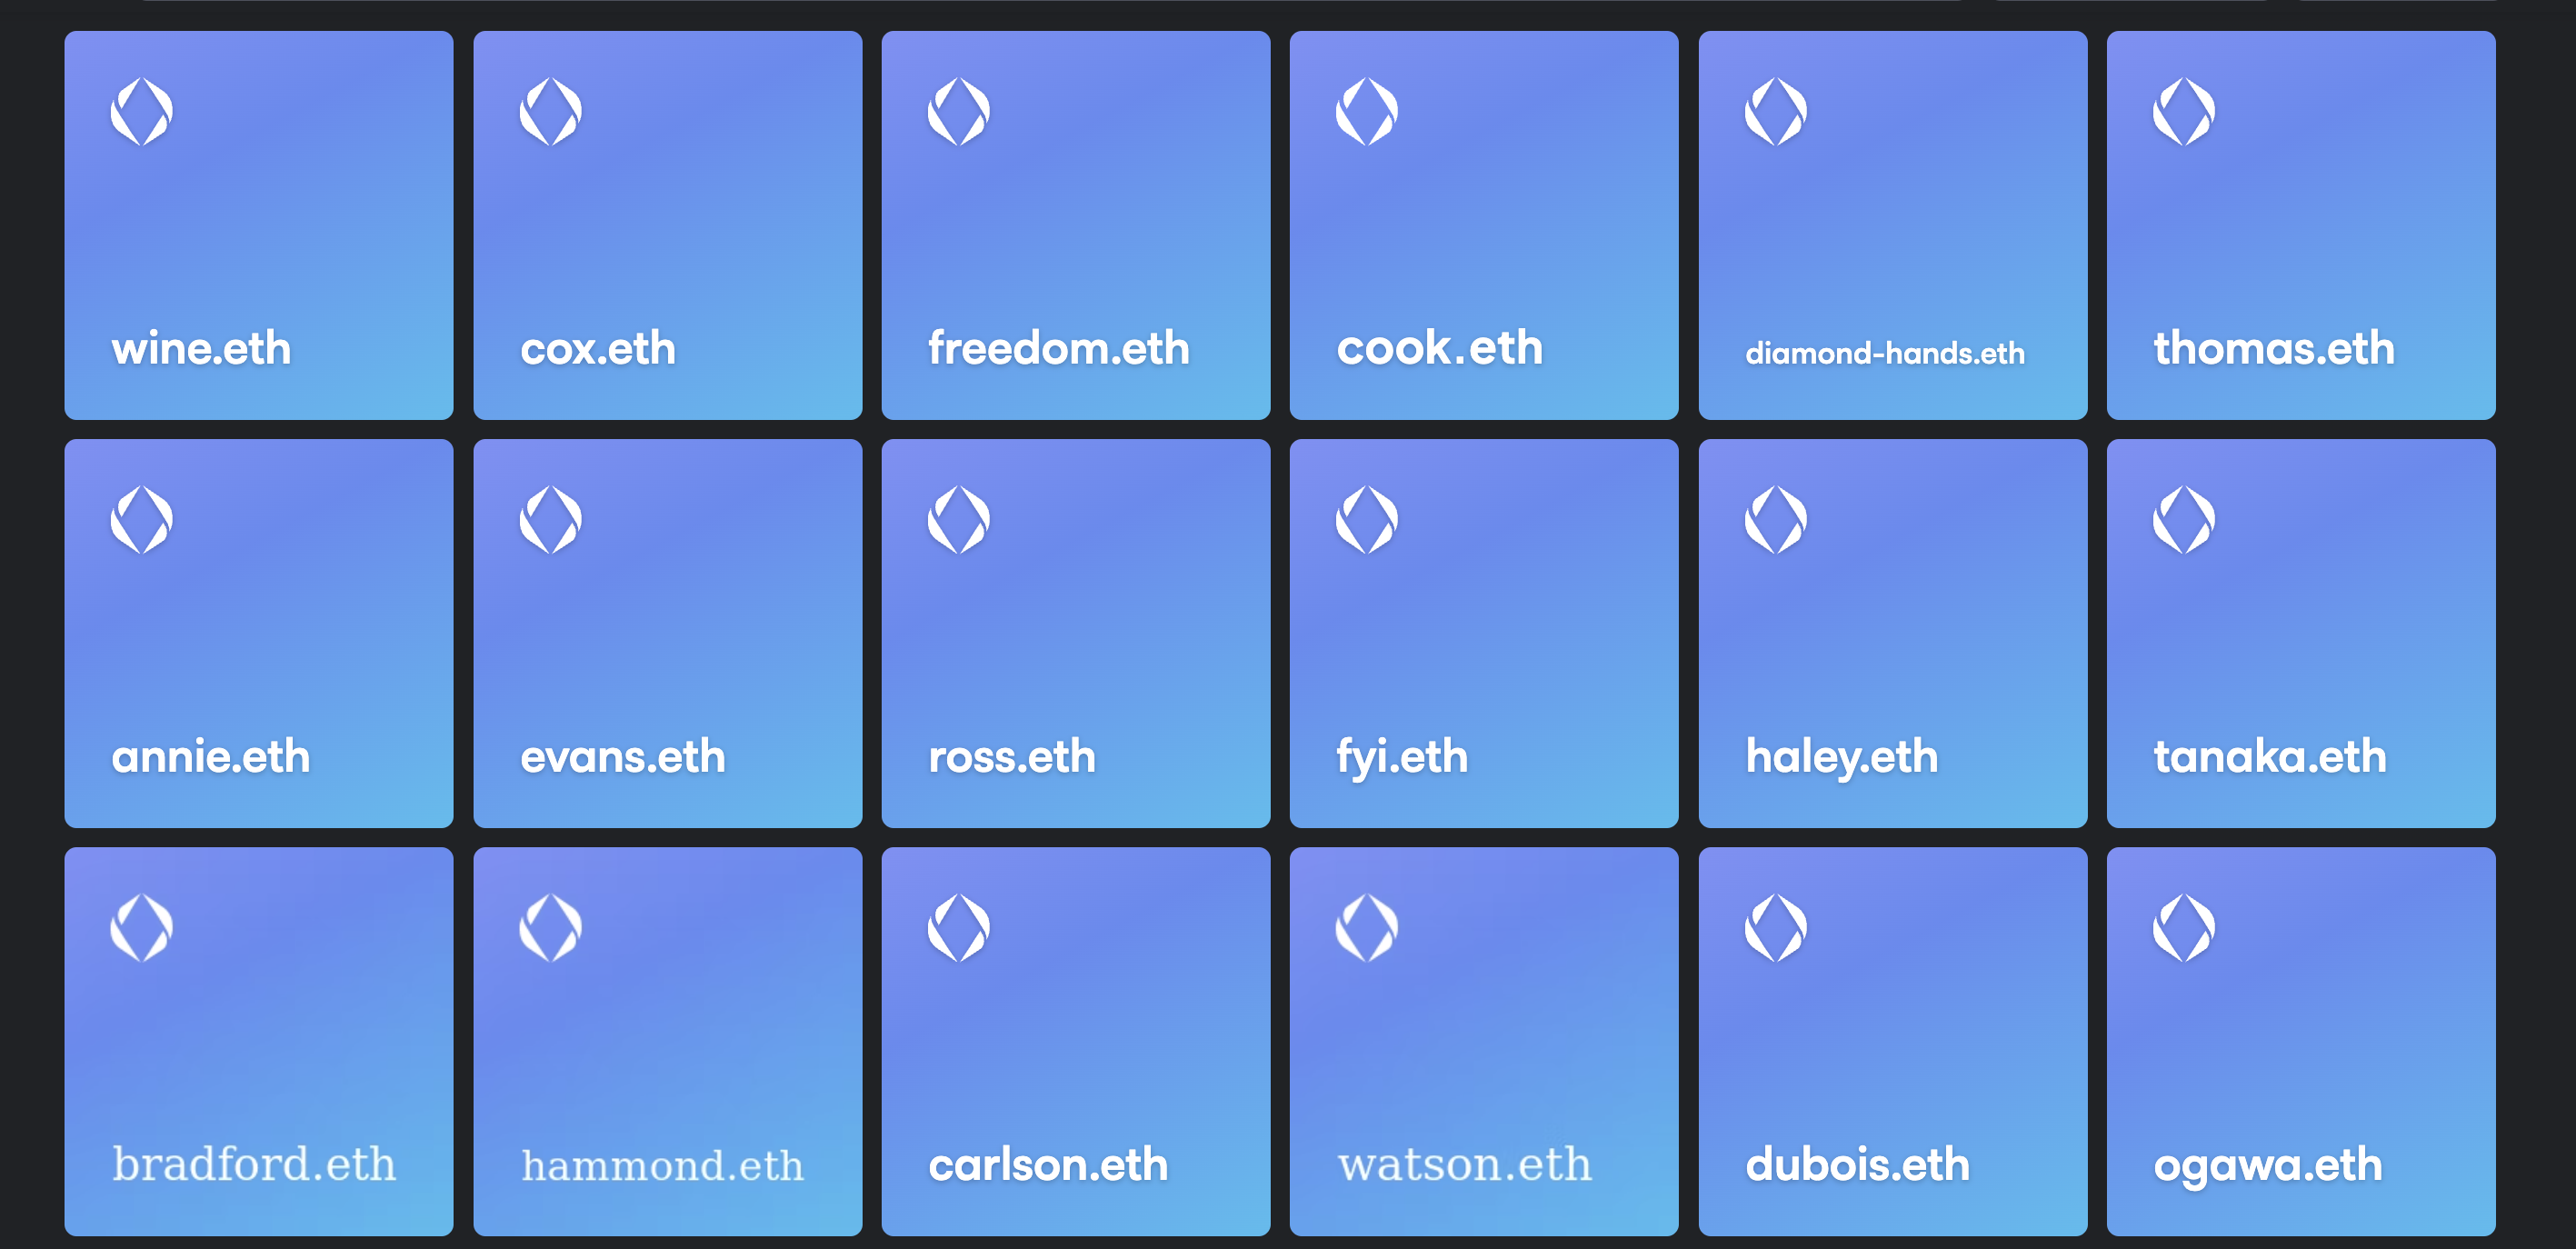 wine.eth
cox.eth
freedom.eth
cook.eth
diamond-hands.eth
thomas.eth
annie.eth
evans.eth
ross.eth
fyi.eth
haley.eth
tanaka.eth
bradford.eth
hammond.eth
carlson.eth
watson.eth
dubois.eth
ogawa.eth